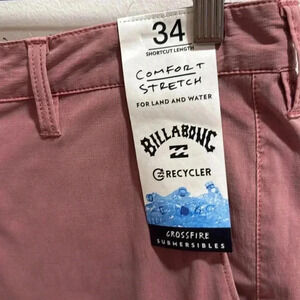 34
SHORTCUT LENGTH
COMFORT
STRETCH
FOR LAND AND WATER
BILLABONG
RECYCLER
CROSSFIRE
SUBMERSIBLES